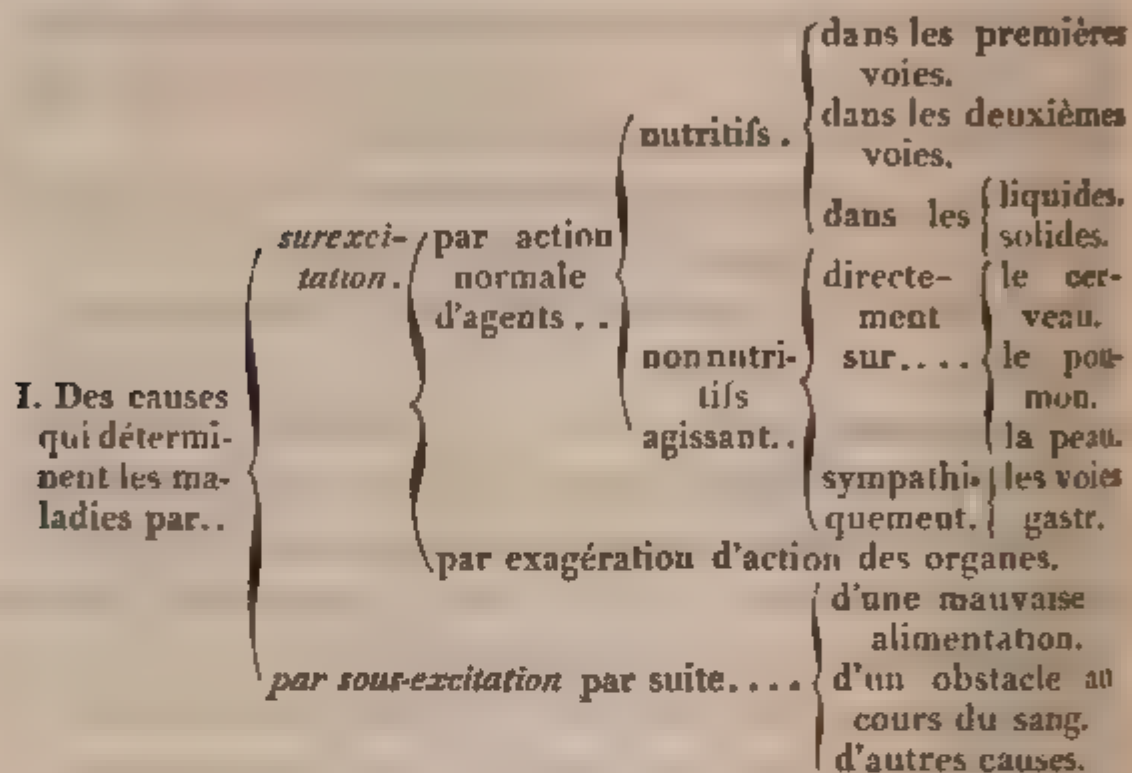 I. Des causes
qui détermi-
nent les ma-
ladies par..
surexci-
tation.
par action
normale
d'agents..
nutritifs.
dans les premières
voies.
dans les deuxièmes
voies.
dans les
liquides.
solides.
non nutri-
tifs
agissant..
directe-
ment
sur....
le cer-
veau.
le pou-
mon.
la peau.
sympathi-
quement.
les voies
gastr.
par exagération d'action des organes.
par sous-excitation par suite....
d'une mauvaise
alimentation.
d'un obstacle au
cours du sang.
d'autres causes.